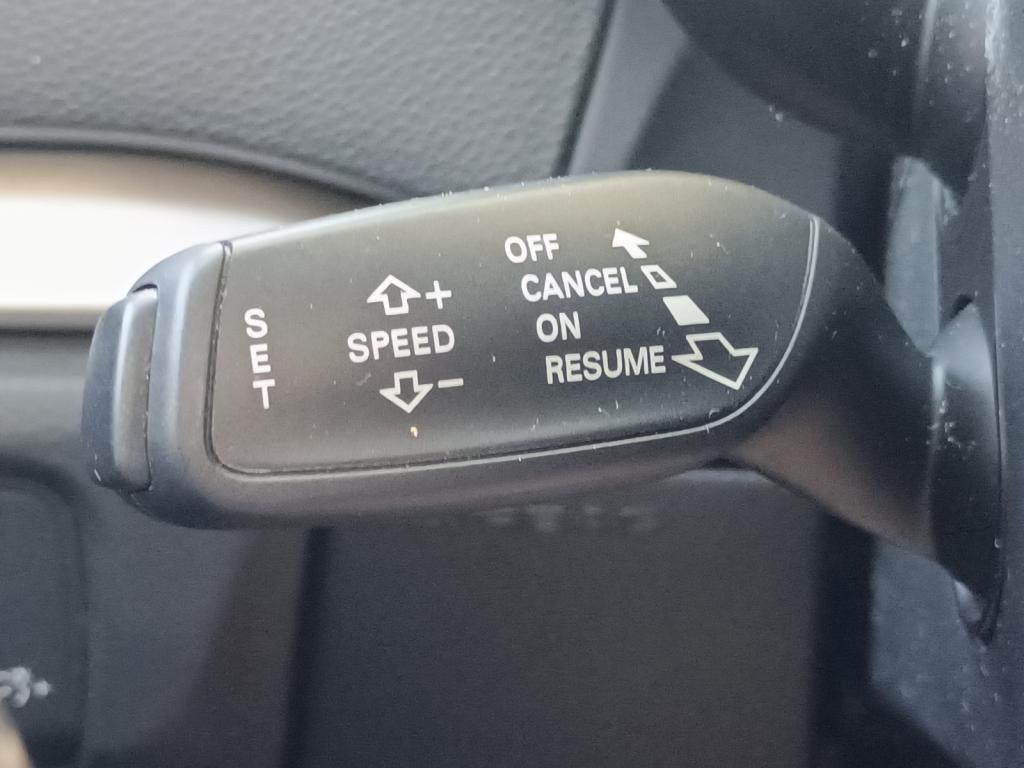 SET
+
SPEED
−
OFF
CANCEL
ON
RESUME